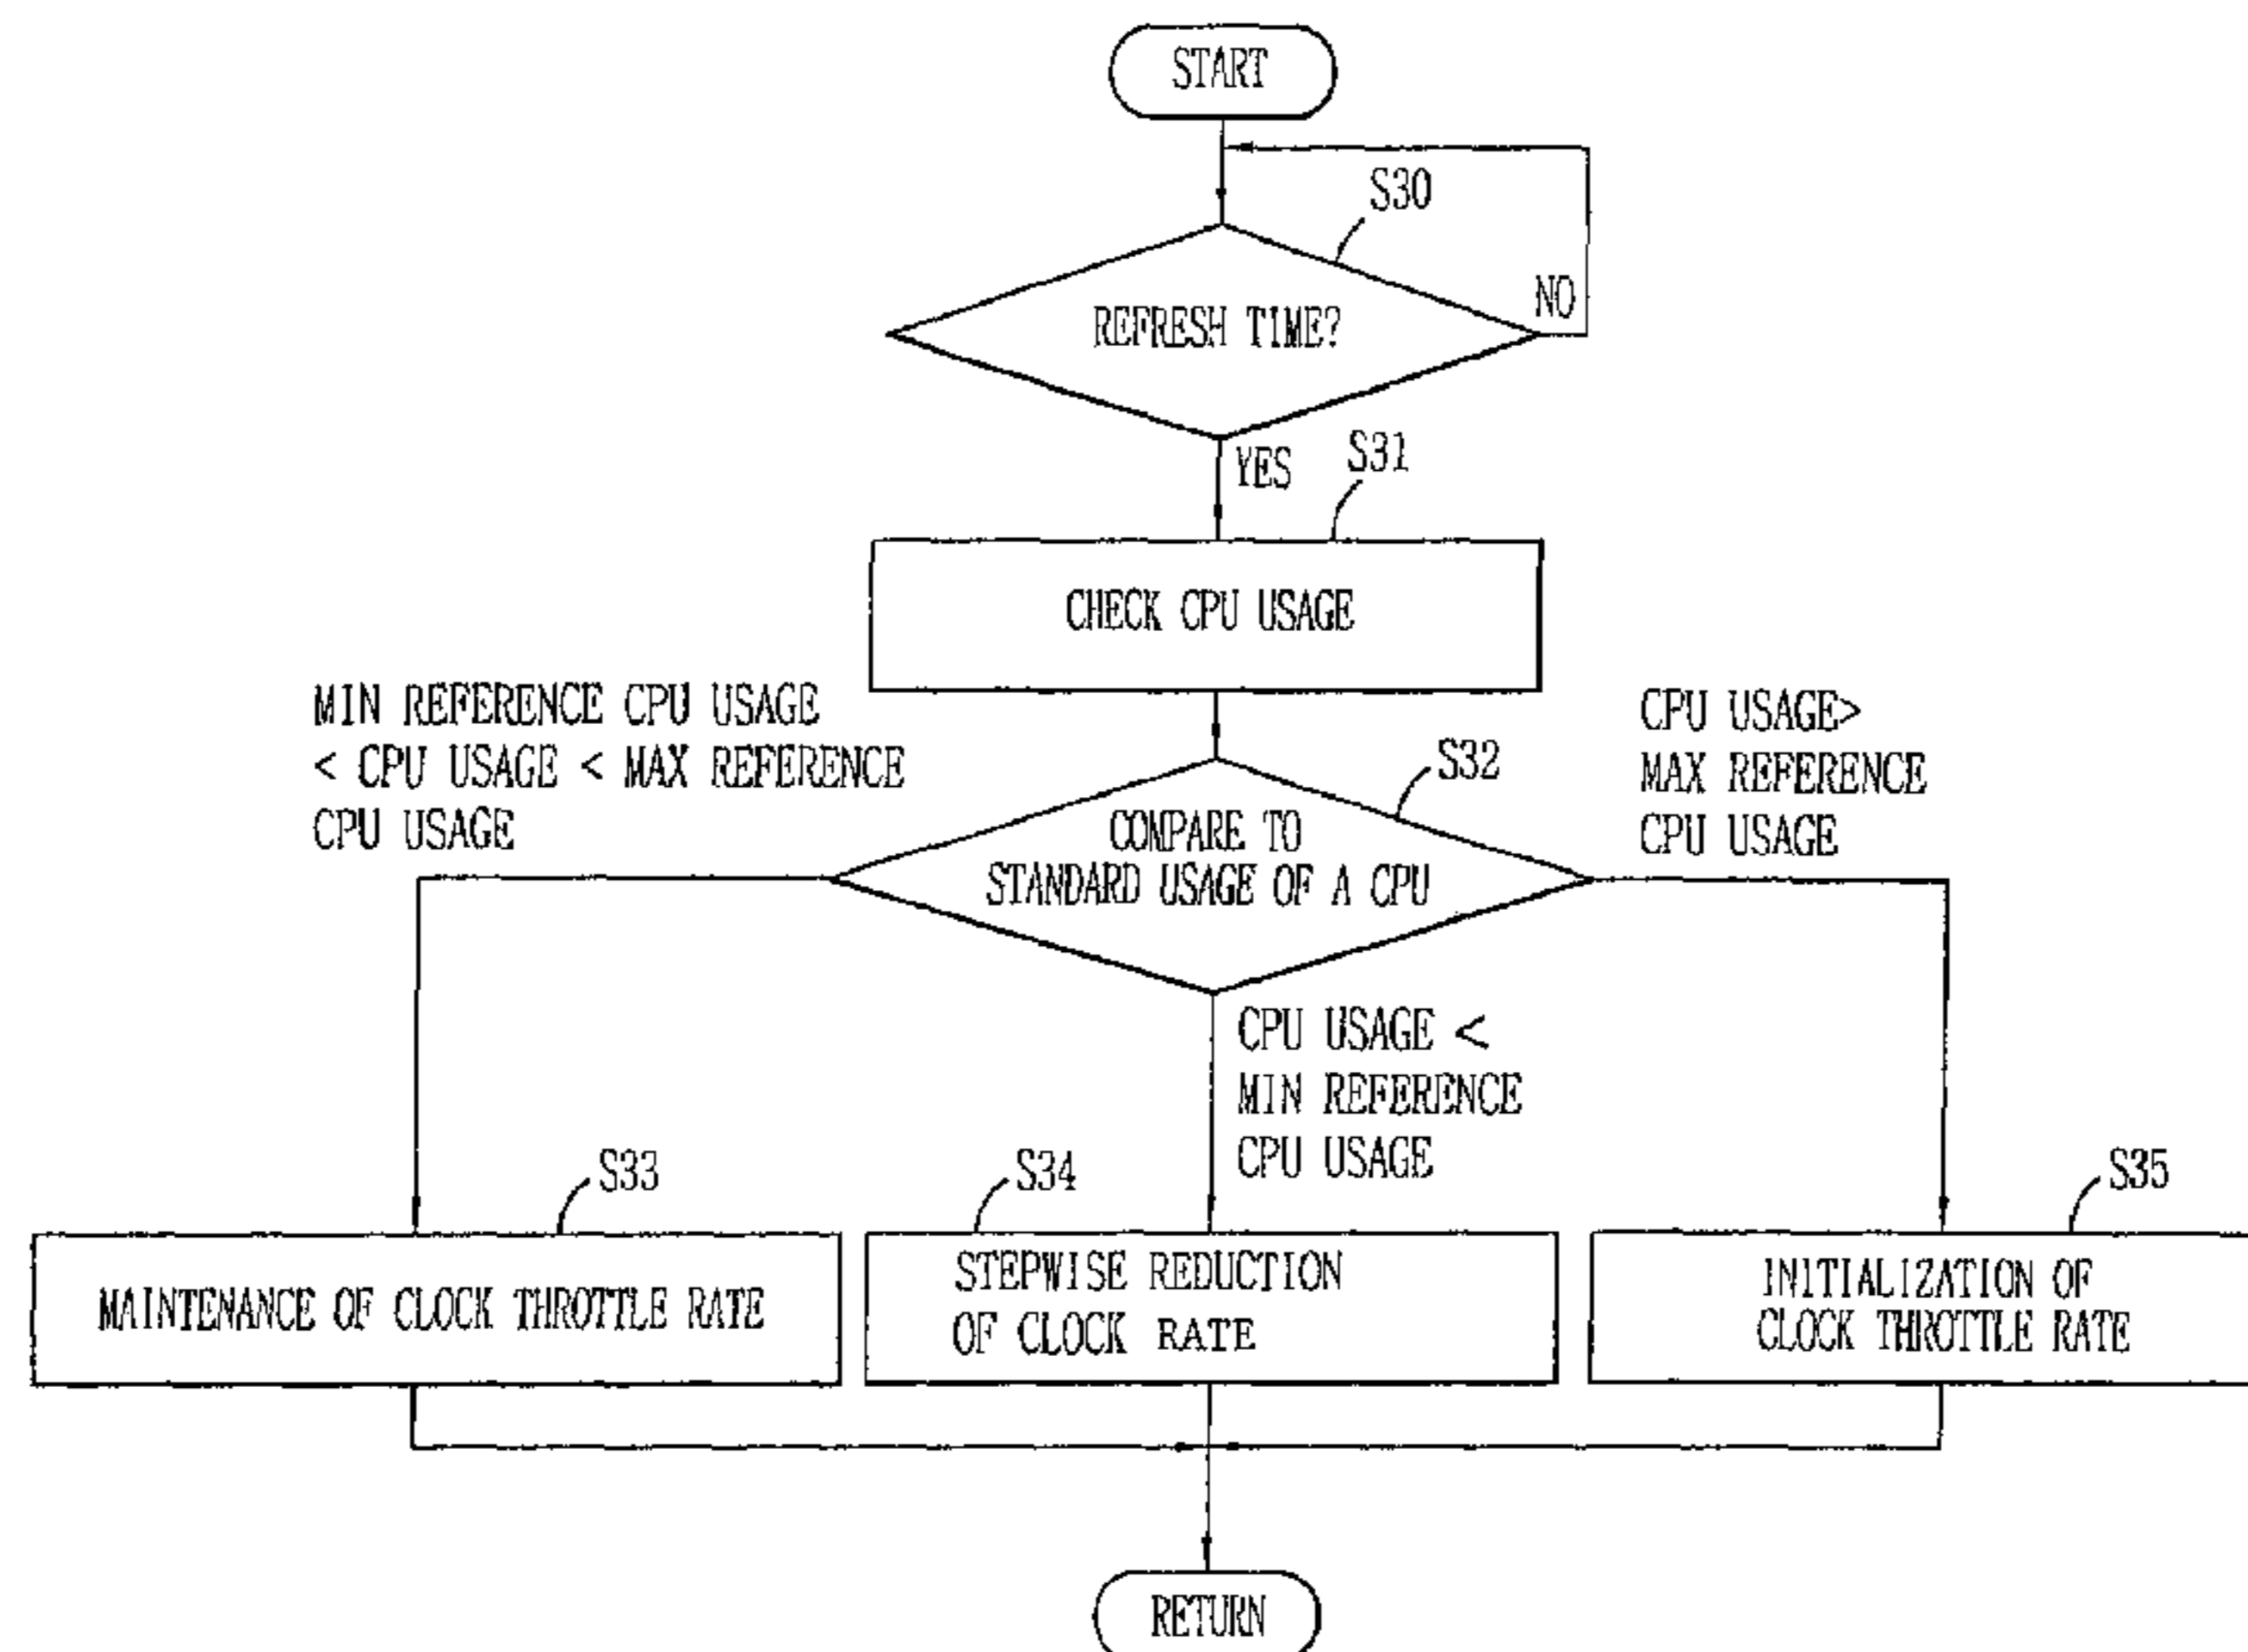 START
S30
NO
REFRESH TIME?
YES
S31
CHECK CPU USAGE
MIN REFERENCE CPU USAGE
< CPU USAGE < MAX REFERENCE
CPU USAGE
CPU USAGE>
MAX REFERENCE
CPU USAGE
S32
COMPARE TO
STANDARD USAGE OF A CPU
CPU USAGE <
MIN REFERENCE
CPU USAGE
S33
MAINTENANCE OF CLOCK THROTTLE RATE
S34
STEPWISE REDUCTION
OF CLOCK RATE
S35
INITIALIZATION OF
CLOCK THROTTLE RATE
RETURN